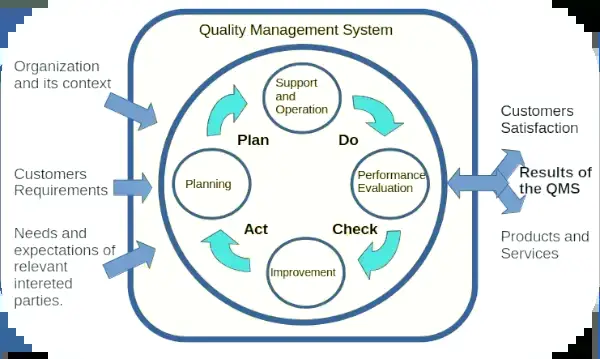 Quality Management System
Organization
and its context
Support
and
Operation
Customers
Satisfaction
Plan
Do
Customers
Requirements
Planning
Performance
Evaluation
Results of
the QMS
Needs and
expectations of
relevant
intereted
parties.
Act
Check
Products and
Services
Improvement